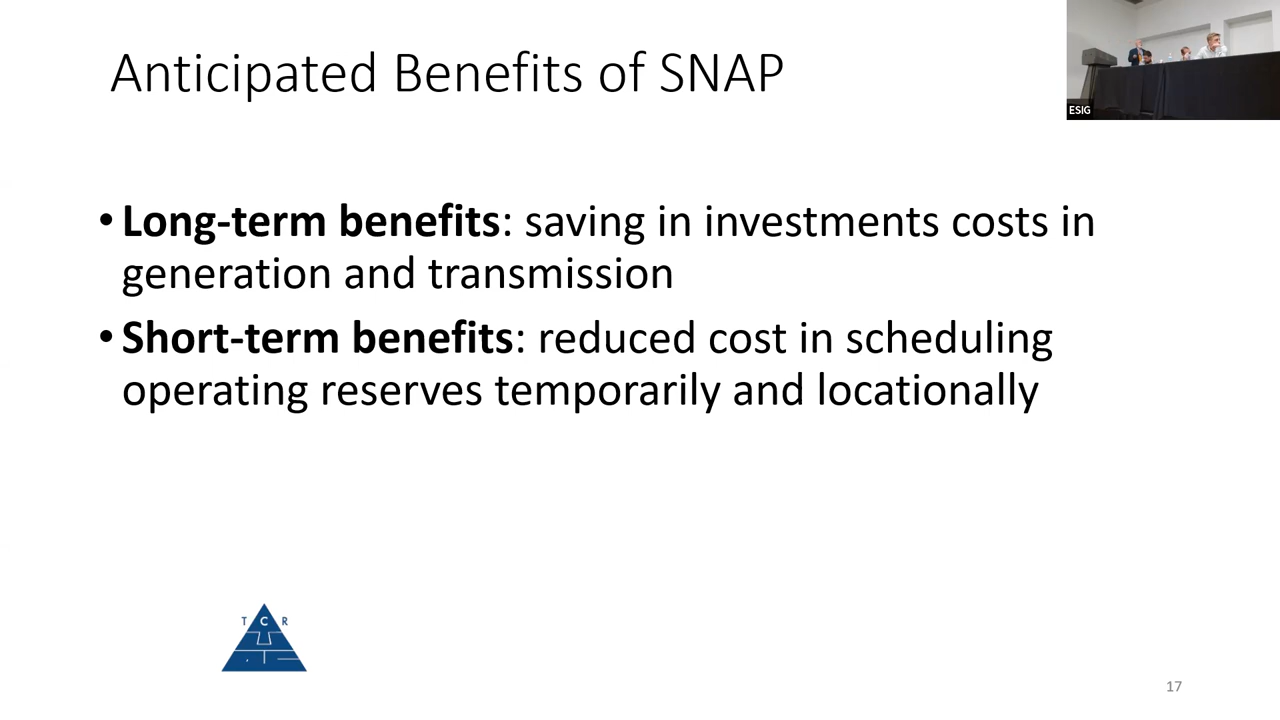 Anticipated Benefits of SNAP
ESIG
• Long-term benefits: saving in investments costs in
generation and transmission
• Short-term benefits: reduced cost in scheduling
operating reserves temporarily and locationally
T C R
17